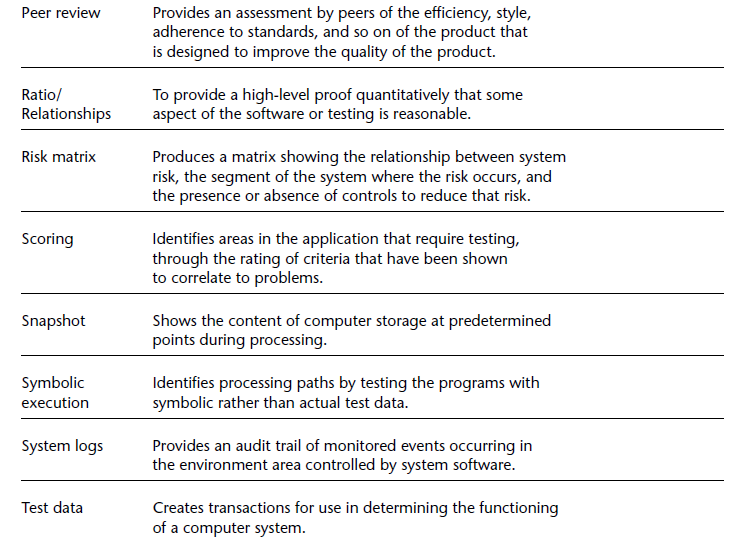 Peer review Provides an assessment by peers of the efficiency, style,
adherence to standards, and so on of the product that
is designed to improve the quality of the product.
Ratio/ To provide a high-level proof quantitatively that some
Relationships aspect of the software or testing is reasonable.
Risk matrix Produces a matrix showing the relationship between system
risk, the segment of the system where the risk occurs, and
the presence or absence of controls to reduce that risk.
Scoring Identifies areas in the application that require testing,
through the rating of criteria that have been shown
to correlate to problems.
Snapshot Shows the content of computer storage at predetermined
points during processing.
Symbolic Identifies processing paths by testing the programs with
execution symbolic rather than actual test data.
System logs Provides an audit trail of monitored events occurring in
the environment area controlled by system software.
Test data Creates transactions for use in determining the functioning
of a computer system.